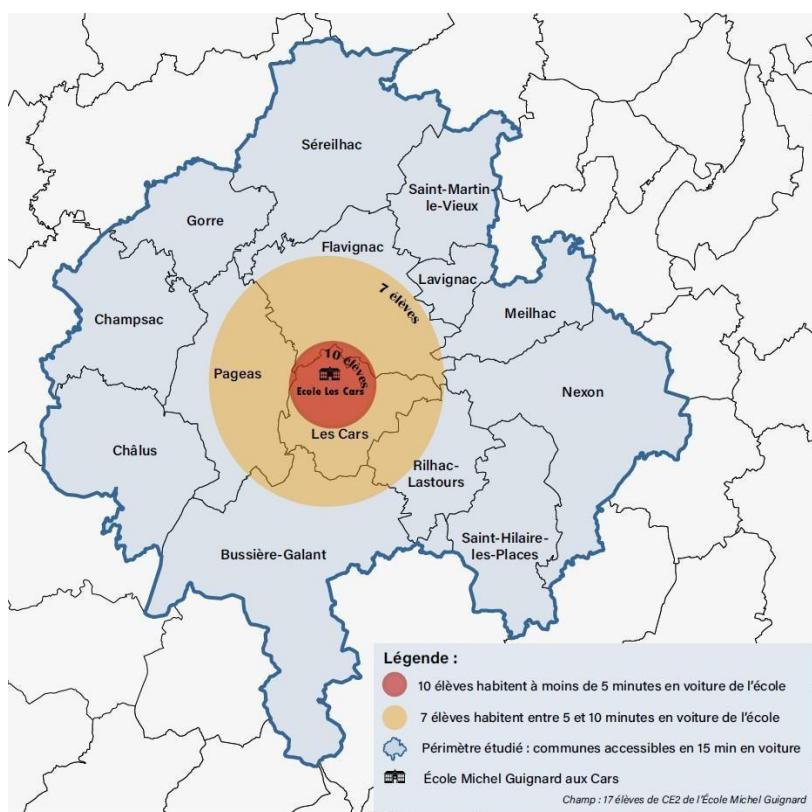 Séreilhac
Saint-Martin-
le-Vieux
Gorre
Flavignac
Lavignac
7 élèves
Meilhac
Champsac
10 élèves
Pageas
Ecole Les Cars
Nexon
Les Cars
Châlus
Rilhac-
Lastours
Saint-Hilaire-
les-Places
Bussière-Galant
Légende :
10 élèves habitent à moins de 5 minutes en voiture de l'école
7 élèves habitent entre 5 et 10 minutes en voiture de l'école
Périmètre étudié : communes accessibles en 15 min en voiture
École Michel Guignard aux Cars
Champ : 17 élèves de CE2 de l'École Michel Guignard